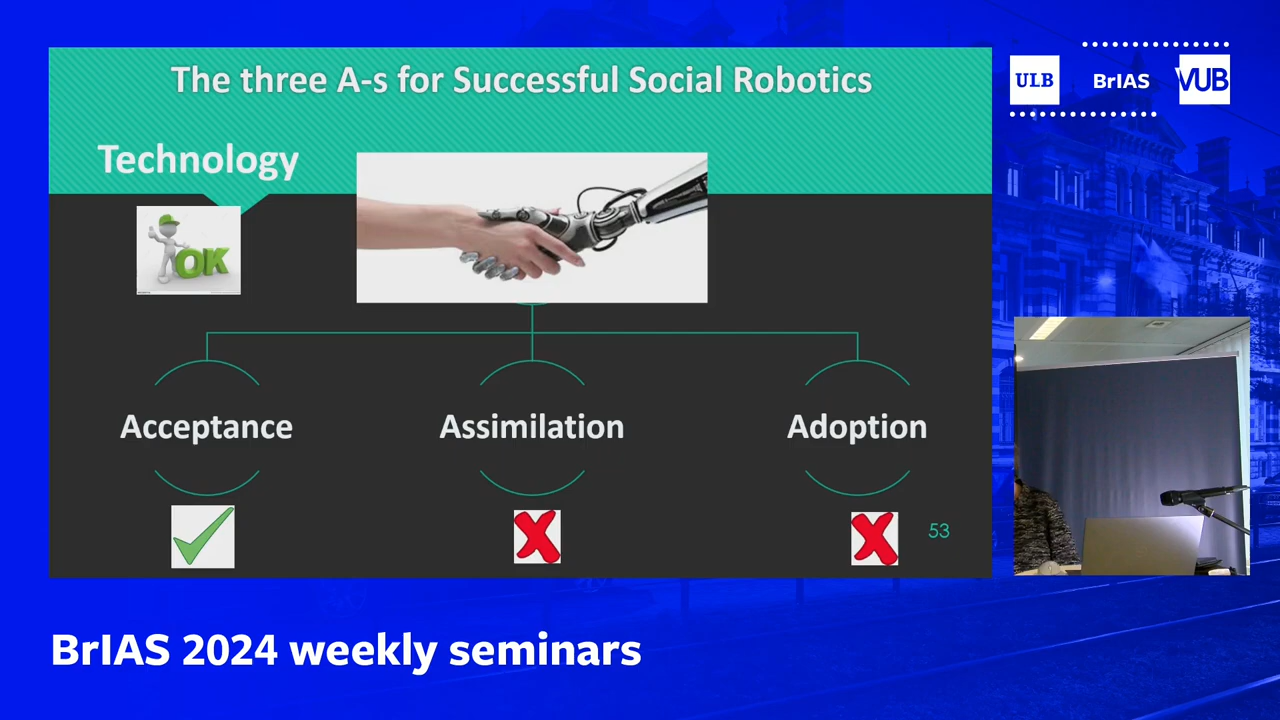 The three A-s for Successful Social Robotics
Technology
OK
Acceptance
Assimilation
Adoption
53
ULB
BrIAS
VUB
BrIAS 2024 weekly seminars